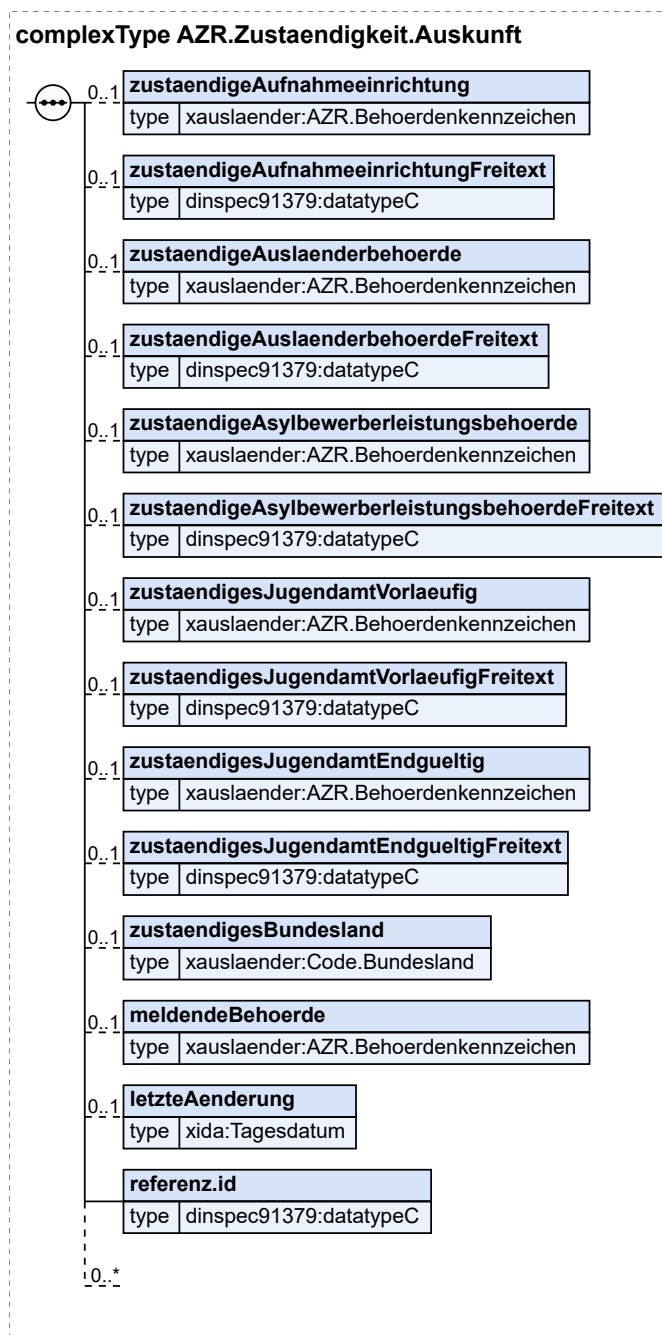 complexType AZR.Zustaendigkeit.Auskunft
0..1 zustaendigeAufnahmeeinrichtung
type xauslaender:AZR.Behoerdenkennzeichen
0..1 zustaendigeAufnahmeeinrichtungFreitext
type dinspec91379:datatypeC
0..1 zustaendigeAuslaenderbehoerde
type xauslaender:AZR.Behoerdenkennzeichen
0..1 zustaendigeAuslaenderbehoerdeFreitext
type dinspec91379:datatypeC
0..1 zustaendigeAsylbewerberleistungsbehoerde
type xauslaender:AZR.Behoerdenkennzeichen
0..1 zustaendigeAsylbewerberleistungsbehoerdeFreitext
type dinspec91379:datatypeC
0..1 zustaendigesJugendamtVorlaeufig
type xauslaender:AZR.Behoerdenkennzeichen
0..1 zustaendigesJugendamtVorlaeufigFreitext
type dinspec91379:datatypeC
0..1 zustaendigesJugendamtEndgueltig
type xauslaender:AZR.Behoerdenkennzeichen
0..1 zustaendigesJugendamtEndgueltigFreitext
type dinspec91379:datatypeC
0..1 zustaendigesBundesland
type xauslaender:Code.Bundesland
0..1 meldendeBehoerde
type xauslaender:AZR.Behoerdenkennzeichen
0..1 letzteAenderung
type xida:Tagesdatum
referenz.id
type dinspec91379:datatypeC
0..*